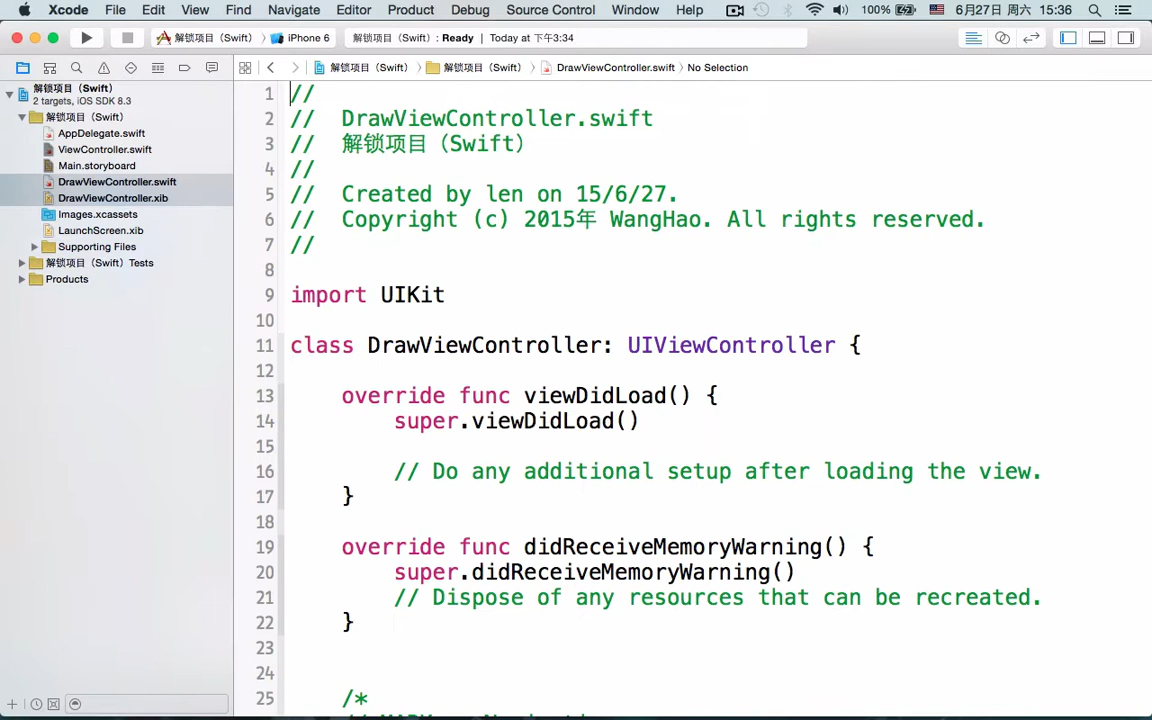 Xcode File Edit View Find Navigate Editor Product Debug Source Control Window Help 100% 6月27日 周六 15:36
解锁项目（Swift） iPhone 6 解锁项目（Swift）: Ready | Today at 下午3:34
解锁项目（Swift） 解锁项目（Swift） DrawViewController.swift No Selection
解锁项目（Swift）
2 targets, iOS SDK 8.3
解锁项目（Swift）
AppDelegate.swift
ViewController.swift
Main.storyboard
DrawViewController.swift
DrawViewController.xib
Images.xcassets
LaunchScreen.xib
Supporting Files
解锁项目（Swift）Tests
Products
1 //
2 //  DrawViewController.swift
3 //  解锁项目（Swift）
4 //
5 //  Created by len on 15/6/27.
6 //  Copyright (c) 2015年 WangHao. All rights reserved.
7 //
8
9 import UIKit
10
11 class DrawViewController: UIViewController {
12
13     override func viewDidLoad() {
14         super.viewDidLoad()
15
16         // Do any additional setup after loading the view.
17     }
18
19     override func didReceiveMemoryWarning() {
20         super.didReceiveMemoryWarning()
21         // Dispose of any resources that can be recreated.
22     }
23
24
25     /*